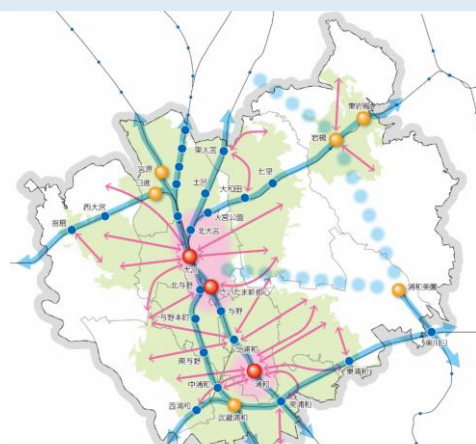 東岩槻
岩槻
宮原
東大宮
日進
土呂
七里
大和田
西大宮
指扇
大宮公園
北大宮
大宮
北与野
さいたま新都心
与野
浦和美園
与野本町
北浦和
東川口
南与野
東浦和
浦和
中浦和
西浦和
南浦和
武蔵浦和